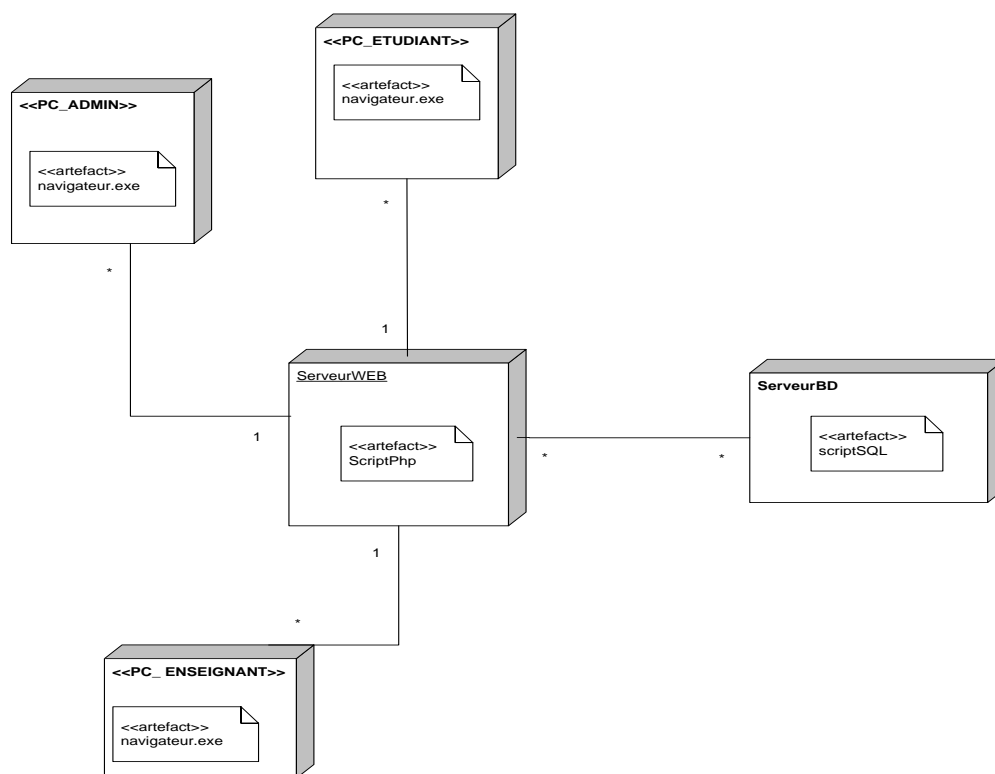 <<PC_ETUDIANT>>
<<artefact>>
navigateur.exe
<<PC_ADMIN>>
<<artefact>>
navigateur.exe
*
*
1
ServeurWEB
<<artefact>>
ScriptPhp
1
ServeurBD
<<artefact>>
scriptSQL
*
*
1
*
<<PC_ ENSEIGNANT>>
<<artefact>>
navigateur.exe